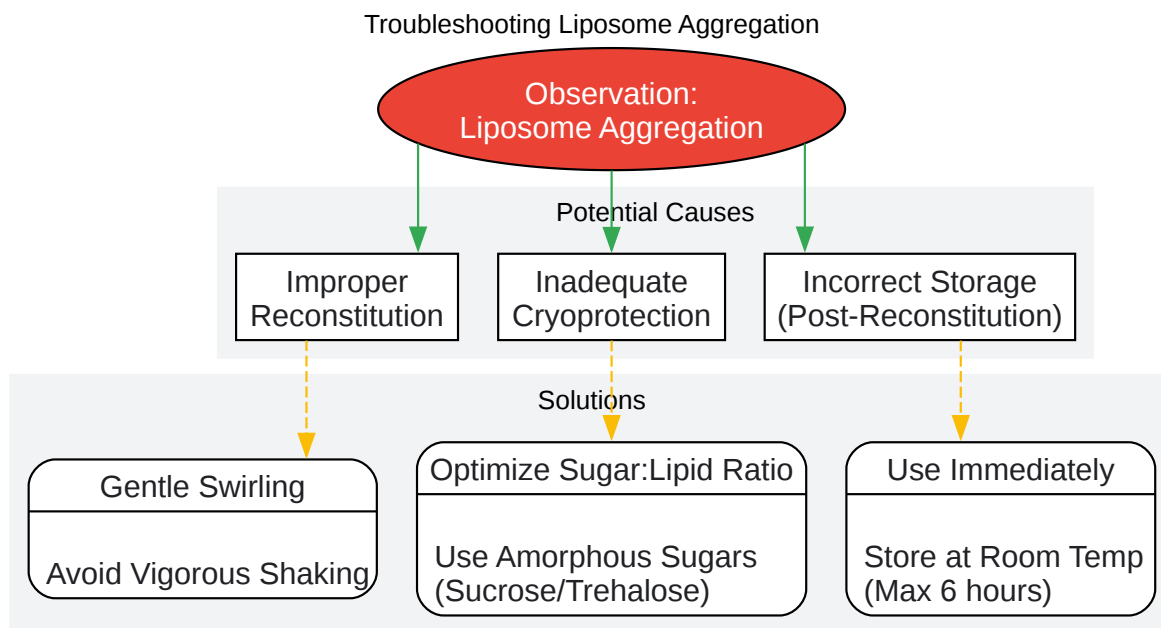 Troubleshooting Liposome Aggregation
Observation:
Liposome Aggregation
Potential Causes
Improper
Reconstitution
Inadequate
Cryoprotection
Incorrect Storage
(Post-Reconstitution)
Solutions
Gentle Swirling
Avoid Vigorous Shaking
Optimize Sugar:Lipid Ratio
Use Amorphous Sugars
(Sucrose/Trehalose)
Use Immediately
Store at Room Temp
(Max 6 hours)